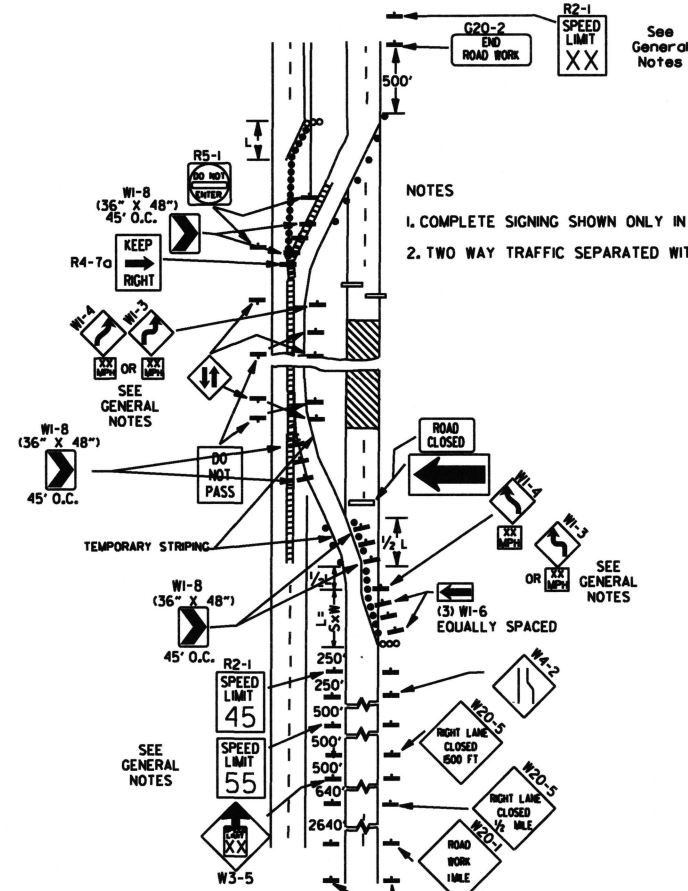 R2-1
SPEED
LIMIT
XX
See
General
Notes
G20-2
END
ROAD WORK
500'
L
R5-1
DO NOT
ENTER
W1-8
(36" X 48")
45' O.C.
KEEP
RIGHT
R4-7a
NOTES
1. COMPLETE SIGNING SHOWN ONLY IN
2. TWO WAY TRAFFIC SEPARATED WIT
W1-4
W1-3
XX
MPH
OR
XX
MPH
SEE
GENERAL
NOTES
W1-8
(36" X 48")
45' O.C.
DO
NOT
PASS
ROAD
CLOSED
W1-4
XX
MPH
W1-3
OR
XX
MPH
SEE
GENERAL
NOTES
TEMPORARY STRIPING
½ L
½L
L=
SxW
(3) W1-6
EQUALLY SPACED
W1-8
(36" X 48")
45' O.C.
R2-1
SPEED
LIMIT
45
250'
250'
500'
500'
500'
640'
2640'
W4-2
W20-5
RIGHT LANE
CLOSED
1500 FT
SEE
GENERAL
NOTES
SPEED
LIMIT
55
W20-5
RIGHT LANE
CLOSED
½ MILE
XX
W3-5
W20-1
ROAD
WORK
1 MILE